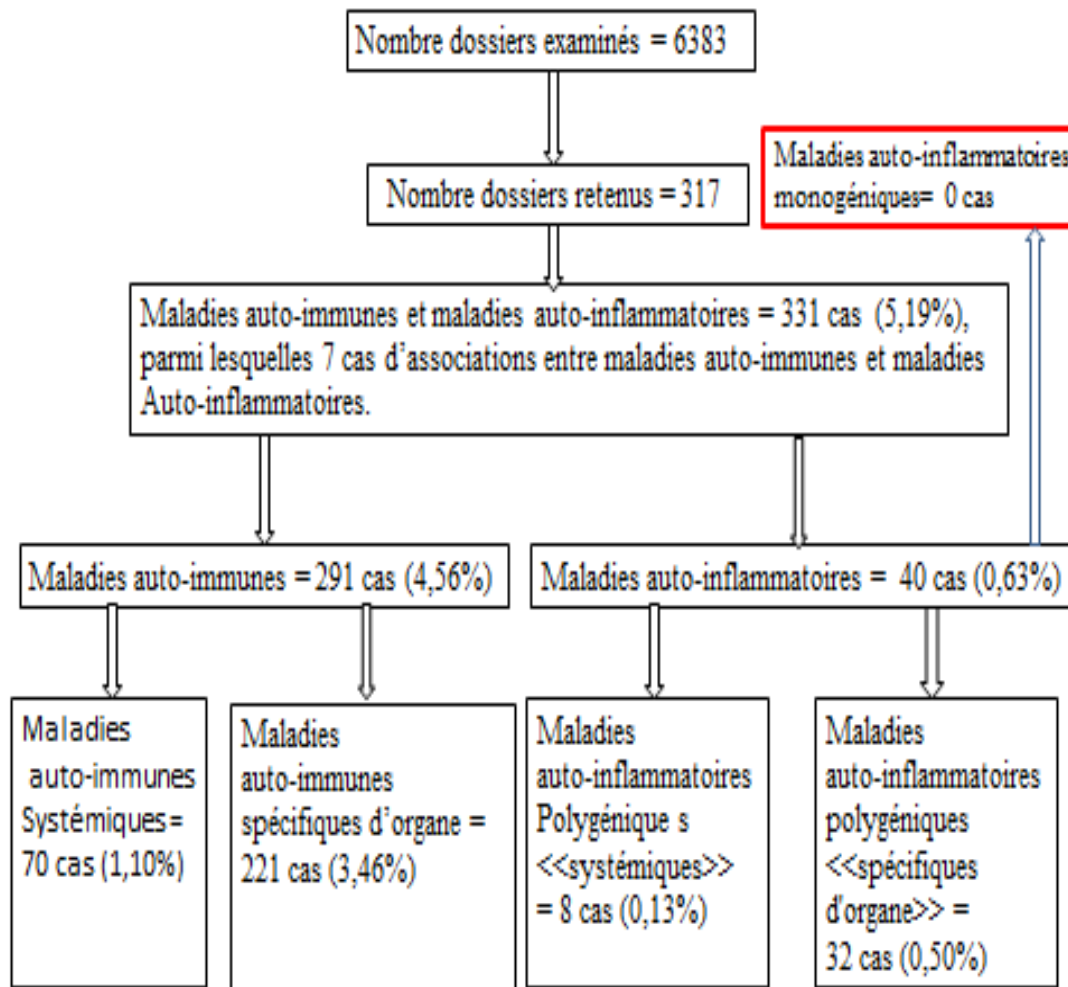 Nombre dossiers examinés = 6383
Maladies auto-inflammatoires
monogéniques= 0 cas
Nombre dossiers retenus = 317
Maladies auto-immunes et maladies auto-inflammatoires = 331 cas (5,19%),
parmi lesquelles 7 cas d'associations entre maladies auto-immunes et maladies
Auto-inflammatoires.
Maladies auto-immunes = 291 cas (4,56%)
Maladies auto-inflammatoires = 40 cas (0,63%)
Maladies
auto-immunes
Systémiques=
70 cas (1,10%)
Maladies
auto-immunes
spécifiques d'organe =
221 cas (3,46%)
Maladies
auto-inflammatoires
Polygénique s
<<systémiques>>
= 8 cas (0,13%)
Maladies
auto-inflammatoires
polygéniques
<<spécifiques
d'organe>> =
32 cas (0,50%)